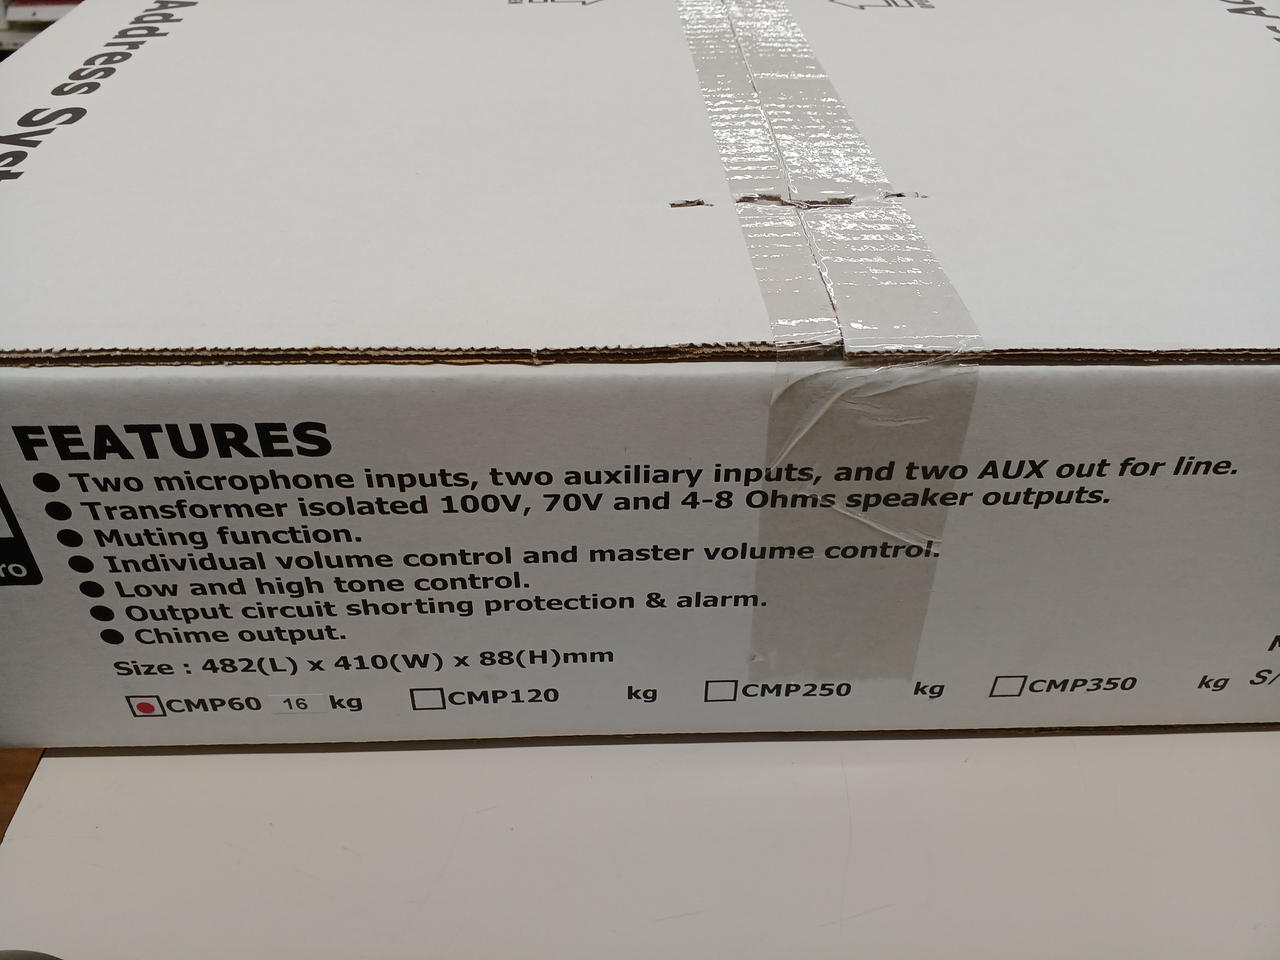 Address
FEATURES
● Two microphone inputs, two auxiliary inputs, and two AUX out for line.
● Transformer isolated 100V, 70V and 4-8 Ohms speaker outputs.
● Muting function.
● Individual volume control and master volume control.
● Low and high tone control.
● Output circuit shorting protection & alarm.
● Chime output.
Size : 482(L) x 410(W) x 88(H)mm
CMP60 16 kg CMP120 kg CMP250 kg CMP350 kg